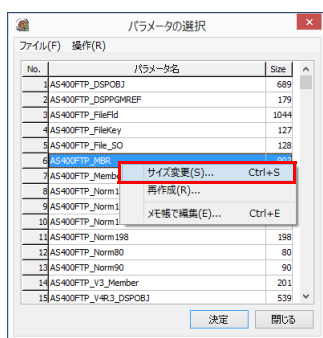 パラメータの選択
ファイル(F) 操作(R)
No. パラメータ名 Size
1 AS400FTP_DSPOBJ 689
2 AS400FTP_DSPPGMREF 179
3 AS400FTP_FileFld 1044
4 AS400FTP_FileKey 127
5 AS400FTP_File_SO 128
6 AS400FTP_MBR 902
7 AS400FTP_Membe
サイズ変更(S)... Ctrl+S
8 AS400FTP_Norm1
再作成(R)...
9 AS400FTP_Norm1
10 AS400FTP_Norm1
メモ帳で編集(E)... Ctrl+E
11 AS400FTP_Norm198 198
12 AS400FTP_Norm80 80
13 AS400FTP_Norm90 90
14 AS400FTP_V3_Member 201
15 AS400FTP_V4R3_DSPOBJ 539
決定 閉じる